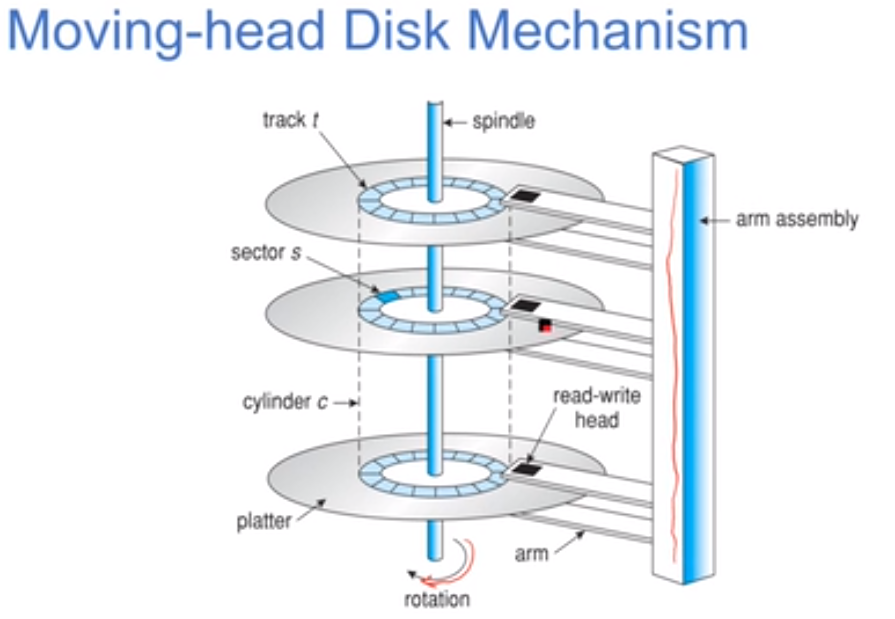 Moving-head Disk Mechanism
track t
spindle
arm assembly
sector s
cylinder c
read-write
head
platter
arm
rotation